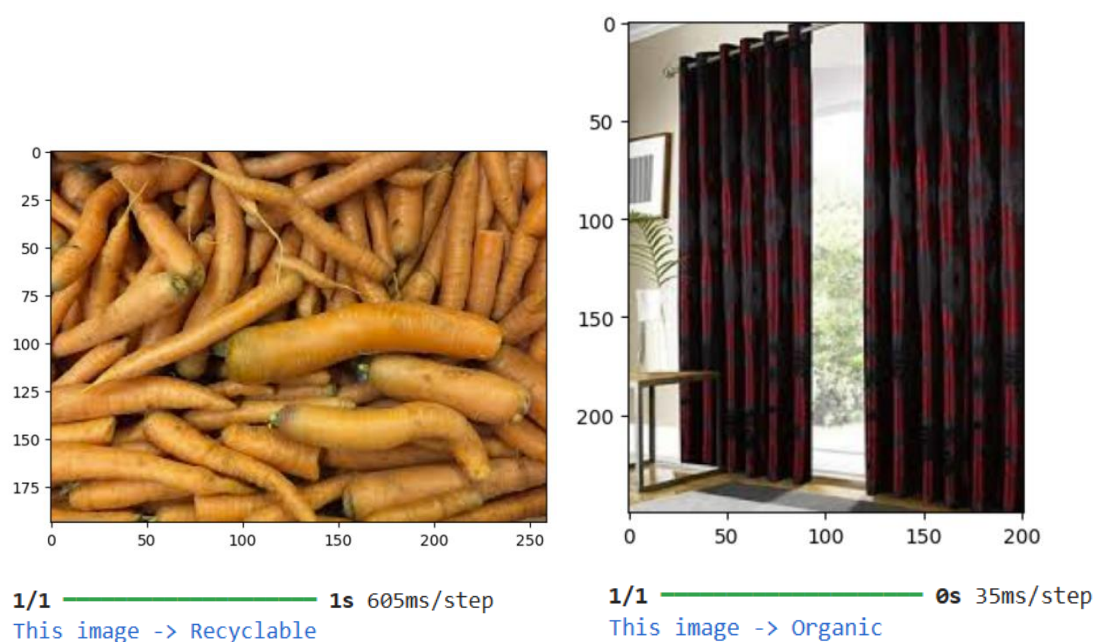 0
25
50
75
100
125
150
175
0 50 100 150 200 250
1/1 1s 605ms/step
This image -> Recyclable
0
50
100
150
200
0 50 100 150 200
1/1 0s 35ms/step
This image -> Organic